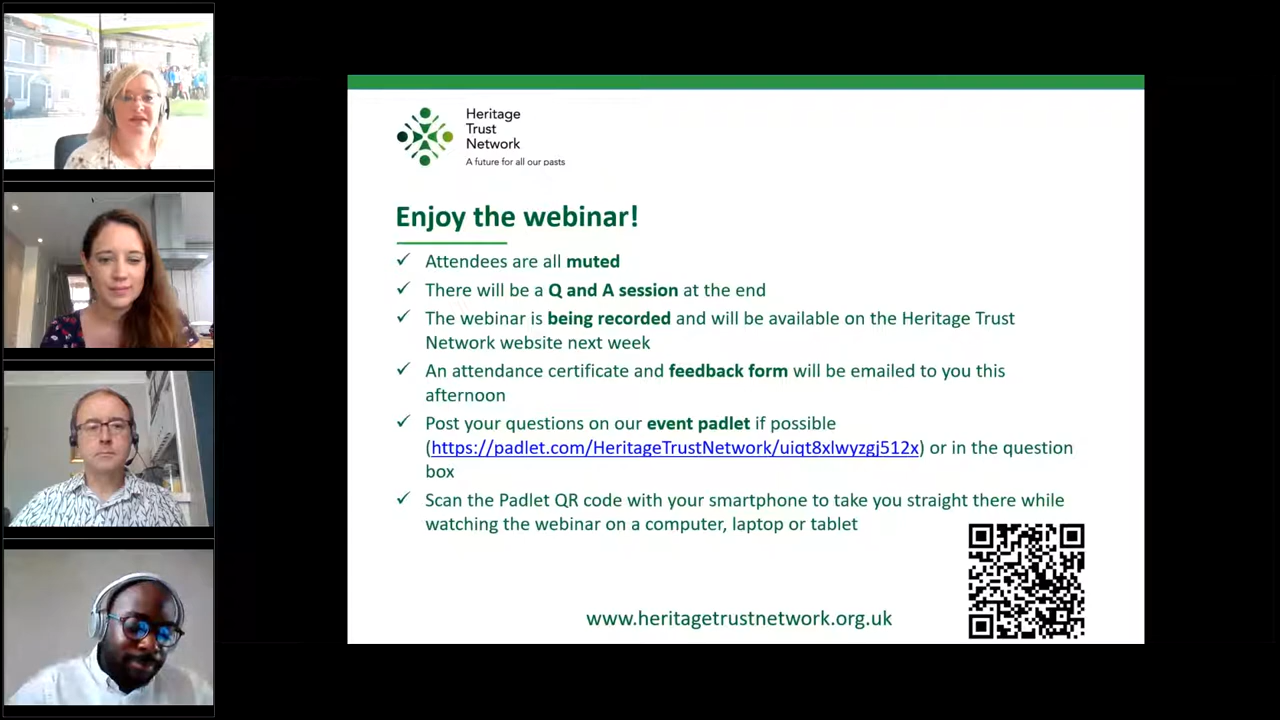 Heritage
Trust
Network
A future for all our pasts
Enjoy the webinar!
✓ Attendees are all muted
✓ There will be a Q and A session at the end
✓ The webinar is being recorded and will be available on the Heritage Trust
Network website next week
✓ An attendance certificate and feedback form will be emailed to you this
afternoon
✓ Post your questions on our event padlet if possible
(https://padlet.com/HeritageTrustNetwork/uiqt8xlwyzgj512x) or in the question
box
✓ Scan the Padlet QR code with your smartphone to take you straight there while
watching the webinar on a computer, laptop or tablet
www.heritagetrustnetwork.org.uk